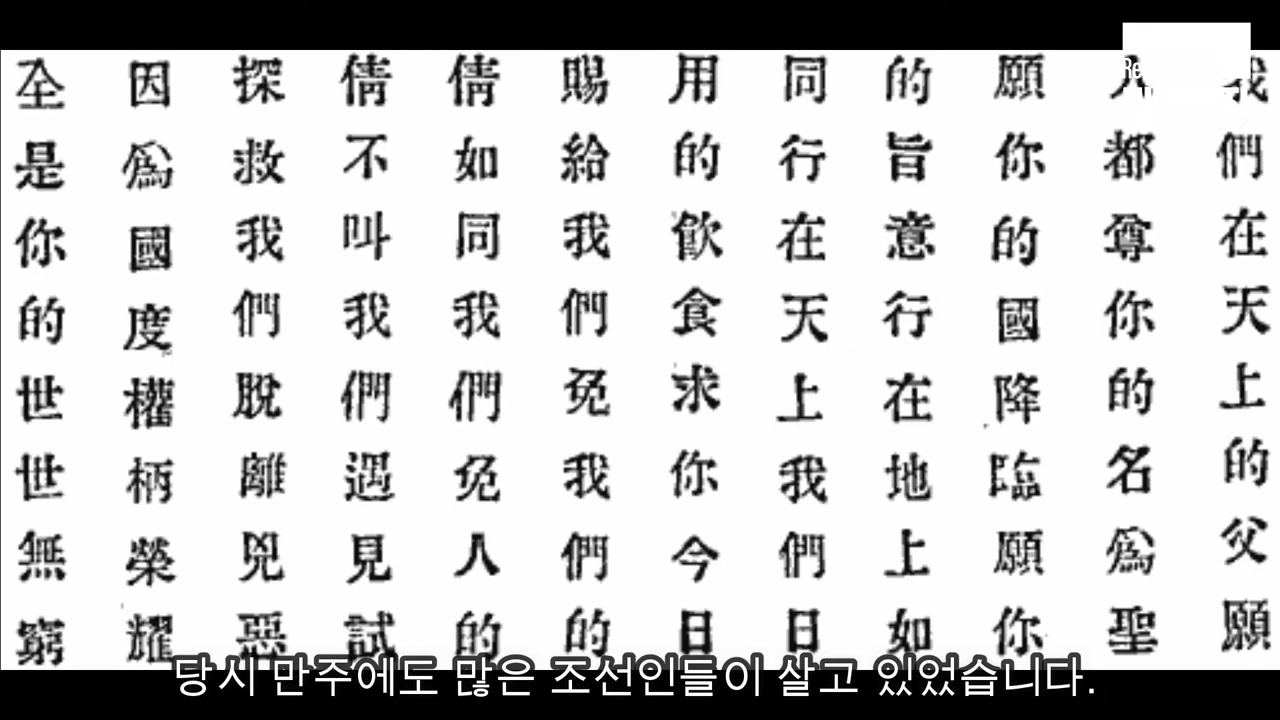 我們在天上的父願
都尊你的名爲聖
願你的國降臨願你
的旨意行在地上如
同行在天上我們日
用的飲食求你今日
賜給我們免我們的
倩如同我們免人的
倩不叫我們遇見試
探救我們脫離兇惡
因爲國度權柄榮耀
全是你的世世無窮
당시 만주에도 많은 조선인들이 살고 있었습니다.